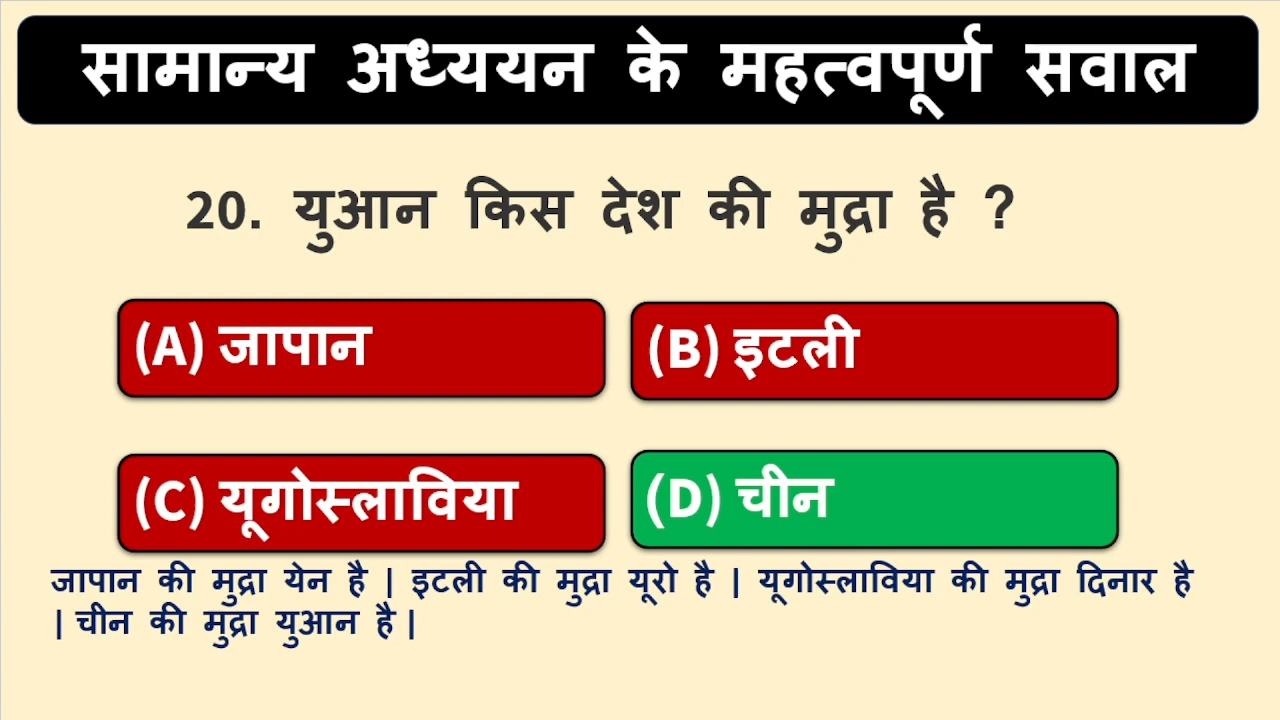 सामान्य अध्ययन के महत्वपूर्ण सवाल
20. युआन किस देश की मुद्रा है ?
(A) जापान
(B) इटली
(C) यूगोस्लाविया
(D) चीन
जापान की मुद्रा येन है | इटली की मुद्रा यूरो है | यूगोस्लाविया की मुद्रा दिनार है
| चीन की मुद्रा युआन है |